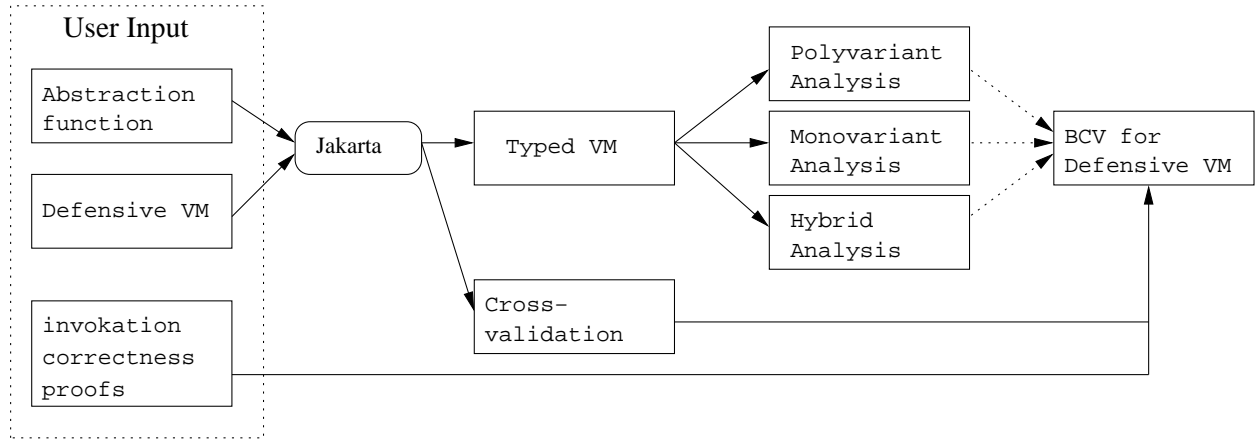 User Input
Abstraction
function
Defensive VM
invokation
correctness
proofs
Jakarta
Typed VM
Cross-
validation
Polyvariant
Analysis
Monovariant
Analysis
Hybrid
Analysis
BCV for
Defensive VM